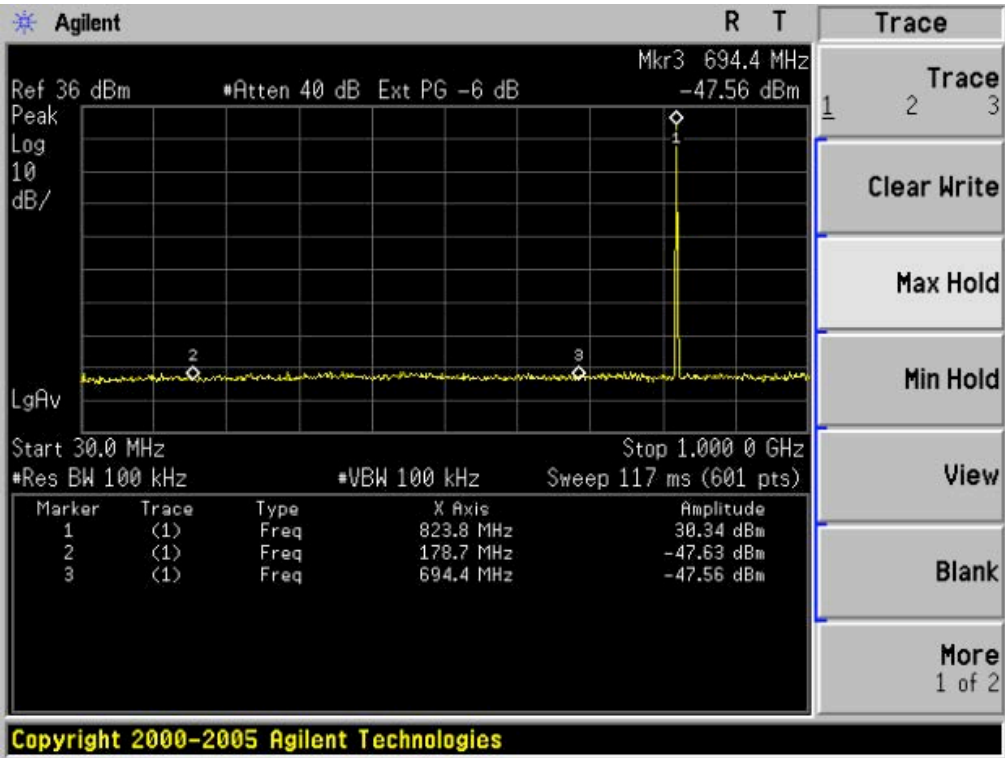 Agilent R T
Mkr3 694.4 MHz
Ref 36 dBm #Atten 40 dB Ext PG -6 dB -47.56 dBm
Peak
Log
10
dB/
1
2
3
LgAv
Start 30.0 MHz Stop 1.000 0 GHz
#Res BW 100 kHz #VBW 100 kHz Sweep 117 ms (601 pts)
Marker Trace Type X Axis Amplitude
1 (1) Freq 823.8 MHz 30.34 dBm
2 (1) Freq 178.7 MHz -47.63 dBm
3 (1) Freq 694.4 MHz -47.56 dBm
Trace
Trace
1 2 3
Clear Write
Max Hold
Min Hold
View
Blank
More
1 of 2
Copyright 2000-2005 Agilent Technologies